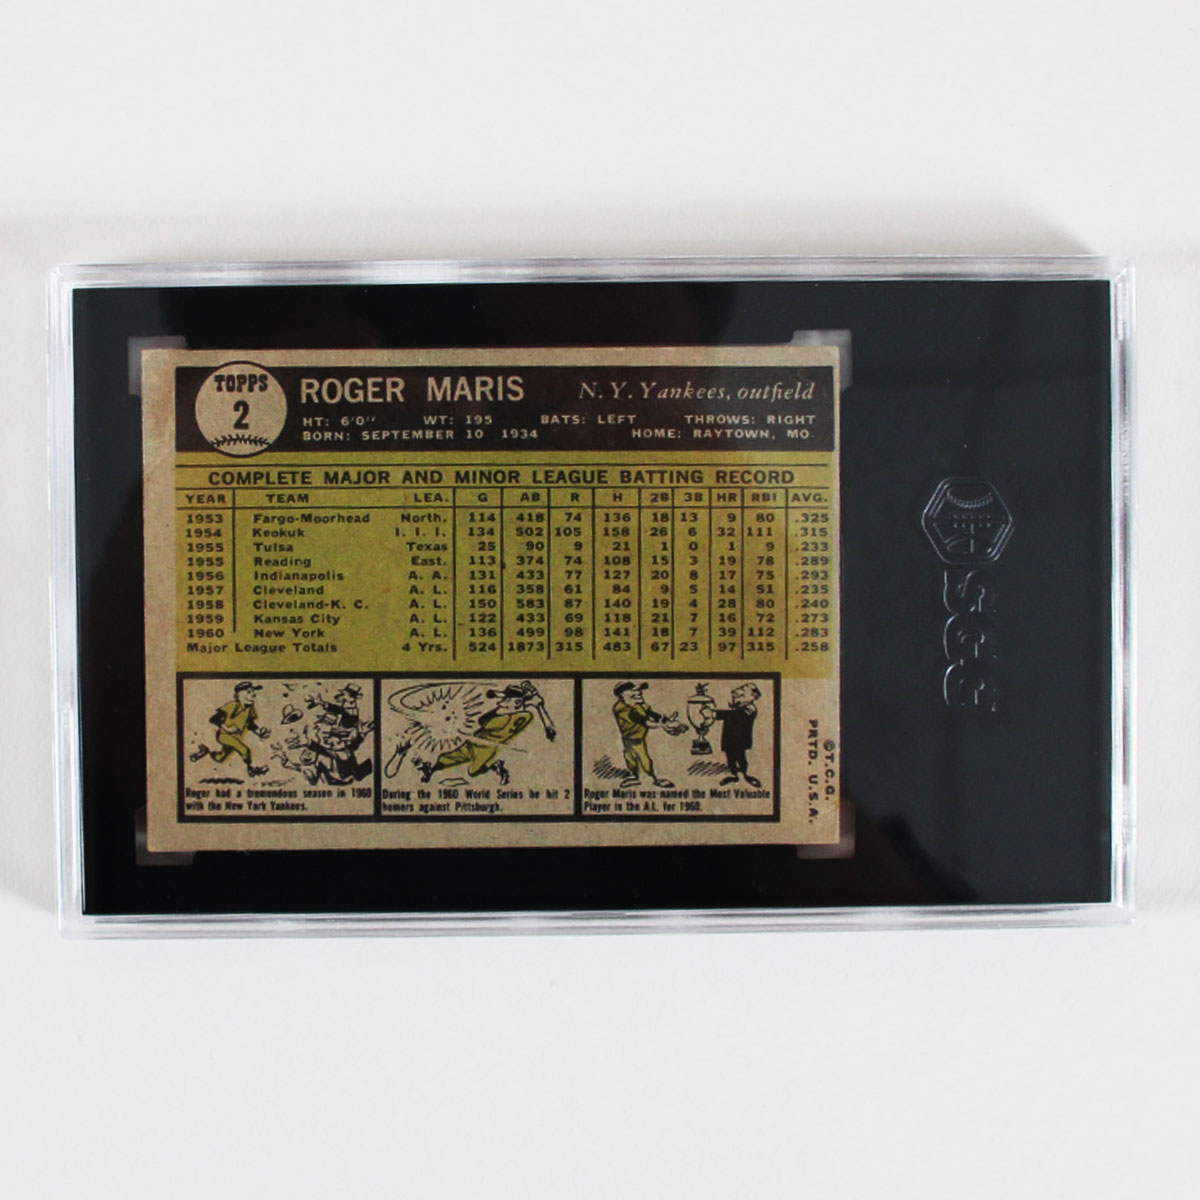 TOPPS
2
ROGER MARIS N. Y. Yankees, outfield
HT: 6'0" WT: 195 BATS: LEFT THROWS: RIGHT
BORN: SEPTEMBER 10 1934 HOME: RAYTOWN, MO.
COMPLETE MAJOR AND MINOR LEAGUE BATTING RECORD
YEAR TEAM LEA. G AB R H 2B 3B HR RBI AVG.
1953 Fargo-Moorhead North. 114 418 74 136 18 13 9 80 .325
1954 Keokuk I. I. I. 134 502 105 158 26 6 32 111 .315
1955 Tulsa Texas 25 90 9 21 1 0 1 9 .233
1955 Reading East. 113 374 74 108 15 3 19 78 .289
1956 Indianapolis A. A. 131 433 77 127 20 8 17 75 .293
1957 Cleveland A. L. 116 358 61 84 9 5 14 51 .235
1958 Cleveland-K. C. A. L. 150 583 87 140 19 4 28 80 .240
1959 Kansas City A. L. 122 433 69 118 21 7 16 72 .273
1960 New York A. L. 136 499 98 141 18 7 39 112 .283
Major League Totals 4 Yrs. 524 1873 315 483 67 23 97 315 .258
Roger had a tremendous season in 1960
with the New York Yankees.
During the 1960 World Series he hit 2
homers against Pittsburgh.
9
Roger Maris was named the Most Valuable
Player in the A.L. for 1960.
©T.C.G.
PRTD. U.S.A.
SGC